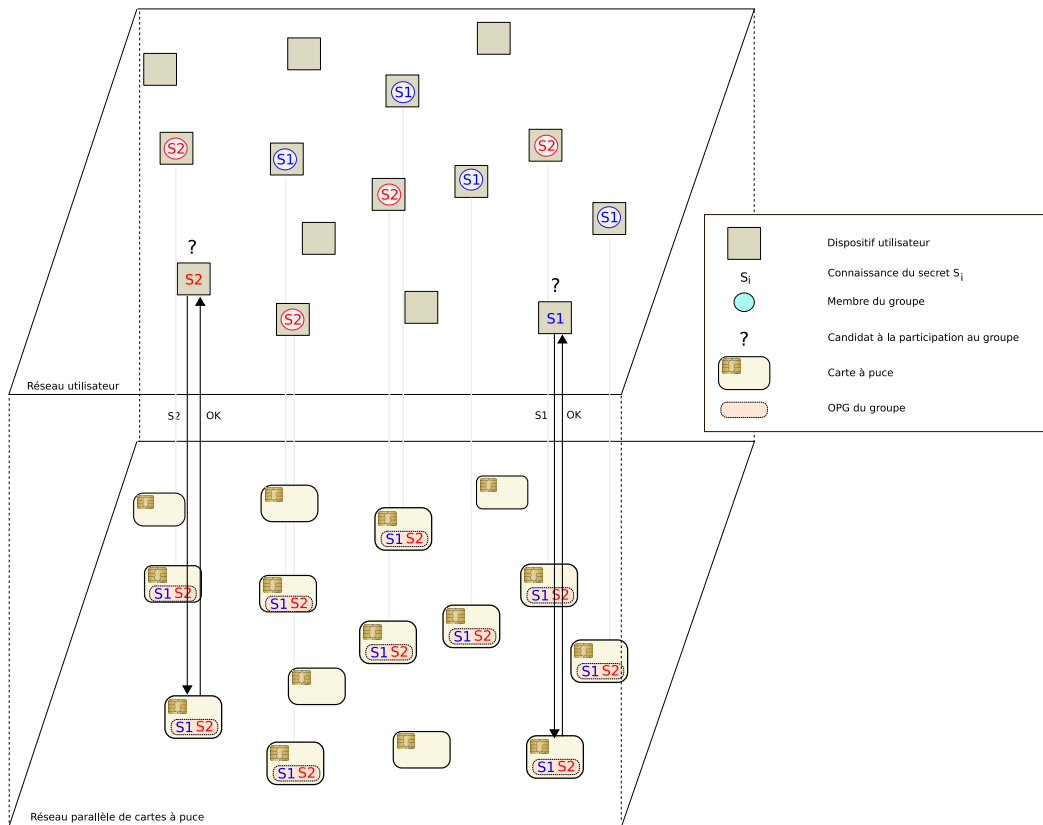 S1
S2
S2
S1
S1
S2
S1
?
S2
?
S2
S1
Dispositif utilisateur
Si
Connaissance du secret Si
Membre du groupe
?
Candidat à la participation au groupe
Carte à puce
OPG du groupe
Réseau utilisateur
S2
OK
S1
OK
S1 S2
S1 S2
S1 S2
S1 S2
S1 S2
S1 S2
S1 S2
S1 S2
S1 S2
S1 S2
Réseau parallèle de cartes à puce